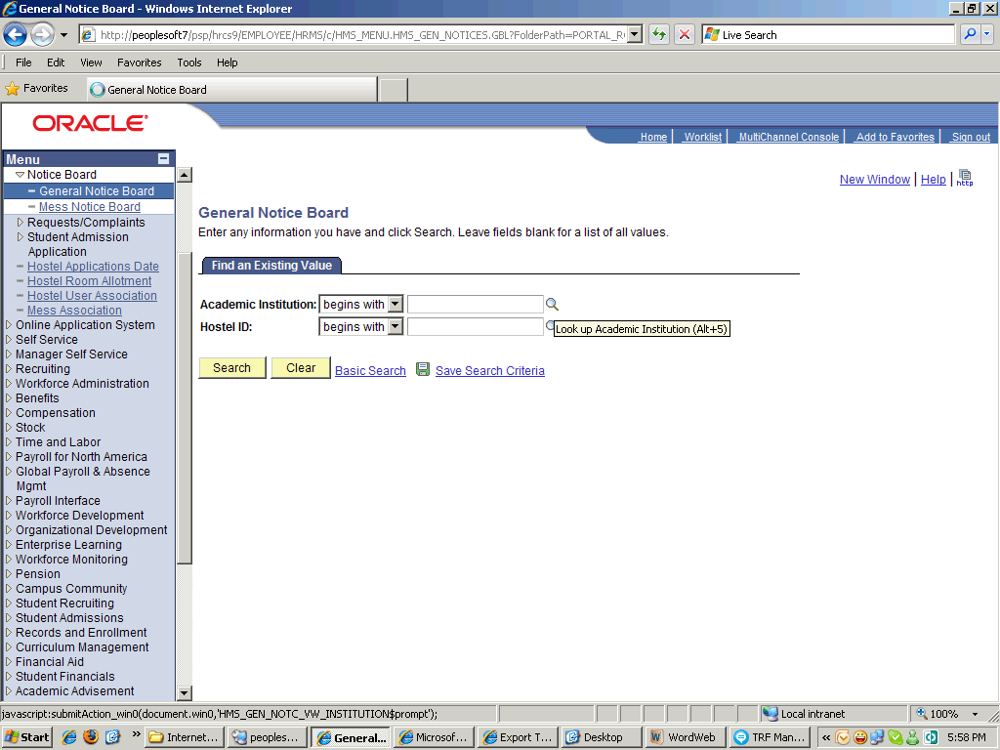 General Notice Board - Windows Internet Explorer
http://peoplesoft7/psp/hrcs9/EMPLOYEE/HRMS/c/HMS_MENU.HMS_GEN_NOTICES.GBL?FolderPath=PORTAL_R
Live Search
File Edit View Favorites Tools Help
Favorites General Notice Board
ORACLE
Home Worklist MultiChannel Console Add to Favorites Sign out
Menu
Notice Board
General Notice Board
Mess Notice Board
Requests/Complaints
Student Admission
Application
Hostel Applications Date
Hostel Room Allotment
Hostel User Association
Mess Association
Online Application System
Self Service
Manager Self Service
Recruiting
Workforce Administration
Benefits
Compensation
Stock
Time and Labor
Payroll for North America
Global Payroll & Absence
Mgmt
Payroll Interface
Workforce Development
Organizational Development
Enterprise Learning
Workforce Monitoring
Pension
Campus Community
Student Recruiting
Student Admissions
Records and Enrollment
Curriculum Management
Financial Aid
Student Financials
Academic Advisement
New Window | Help | http
General Notice Board
Enter any information you have and click Search. Leave fields blank for a list of all values.
Find an Existing Value
Academic Institution: begins with
Hostel ID: begins with
Look up Academic Institution (Alt+5)
Search Clear Basic Search Save Search Criteria
javascript:submitAction_win0(document.win0,'HMS_GEN_NOTC_VW_INSTITUTION$prompt');
Local intranet 100%
Start Internet... peoples... General... Microsof... Export T... Desktop WordWeb TRF Man... 5:58 PM